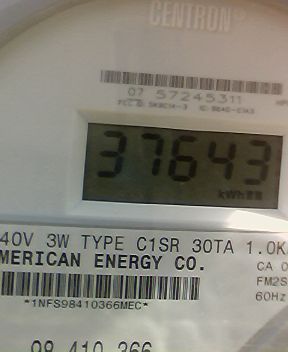 CENTRON
07 57245311
37643
kWh
40V 3W TYPE C1SR 30TA 1.0K
MERICAN ENERGY CO.
CA 0
FM2S
60Hz
*1NFS98410366MEC*
98 410 366